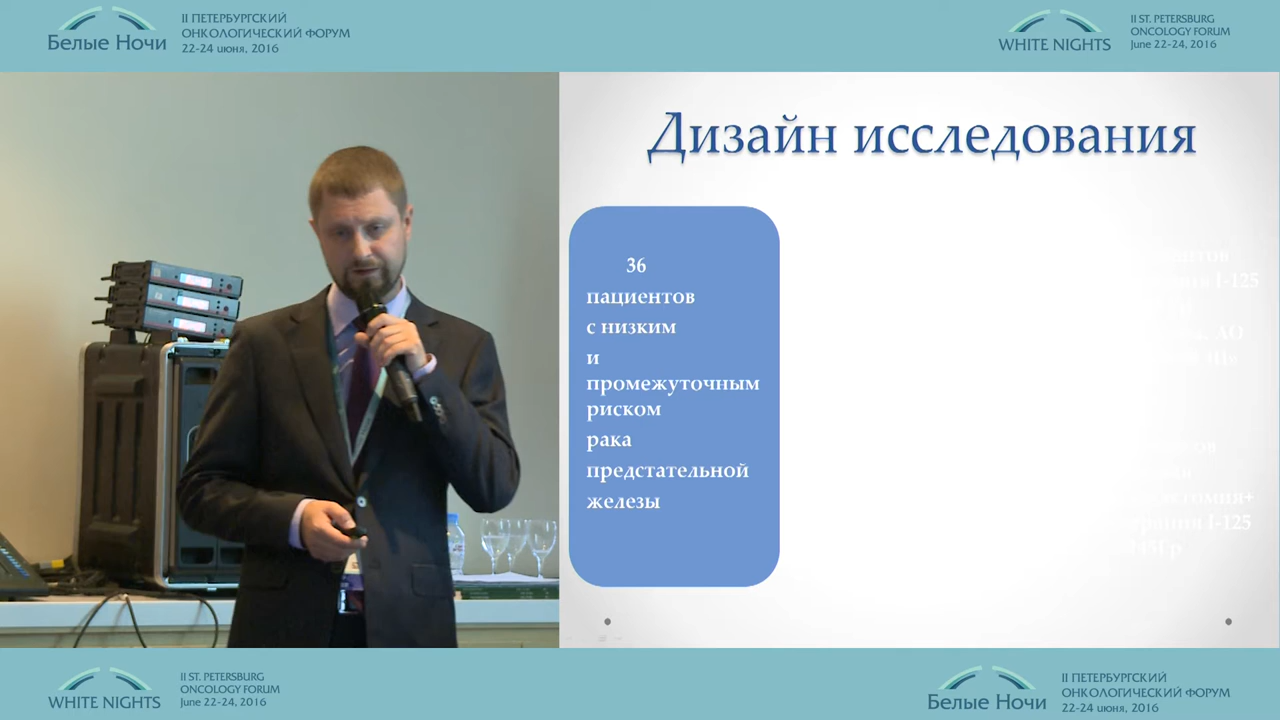 II ПЕТЕРБУРГСКИЙ
ОНКОЛОГИЧЕСКИЙ ФОРУМ
22-24 июня, 2016
Белые Ночи
II ST. PETERSBURG
ONCOLOGY FORUM
June 22-24, 2016
WHITE NIGHTS
Дизайн исследования
36
пациентов
с низким
и
промежуточным
риском
рака
предстательной
железы
I-125
I-125
II ST. PETERSBURG
ONCOLOGY FORUM
June 22-24, 2016
WHITE NIGHTS
II ПЕТЕРБУРГСКИЙ
ОНКОЛОГИЧЕСКИЙ ФОРУМ
22-24 июня, 2016
Белые Ночи